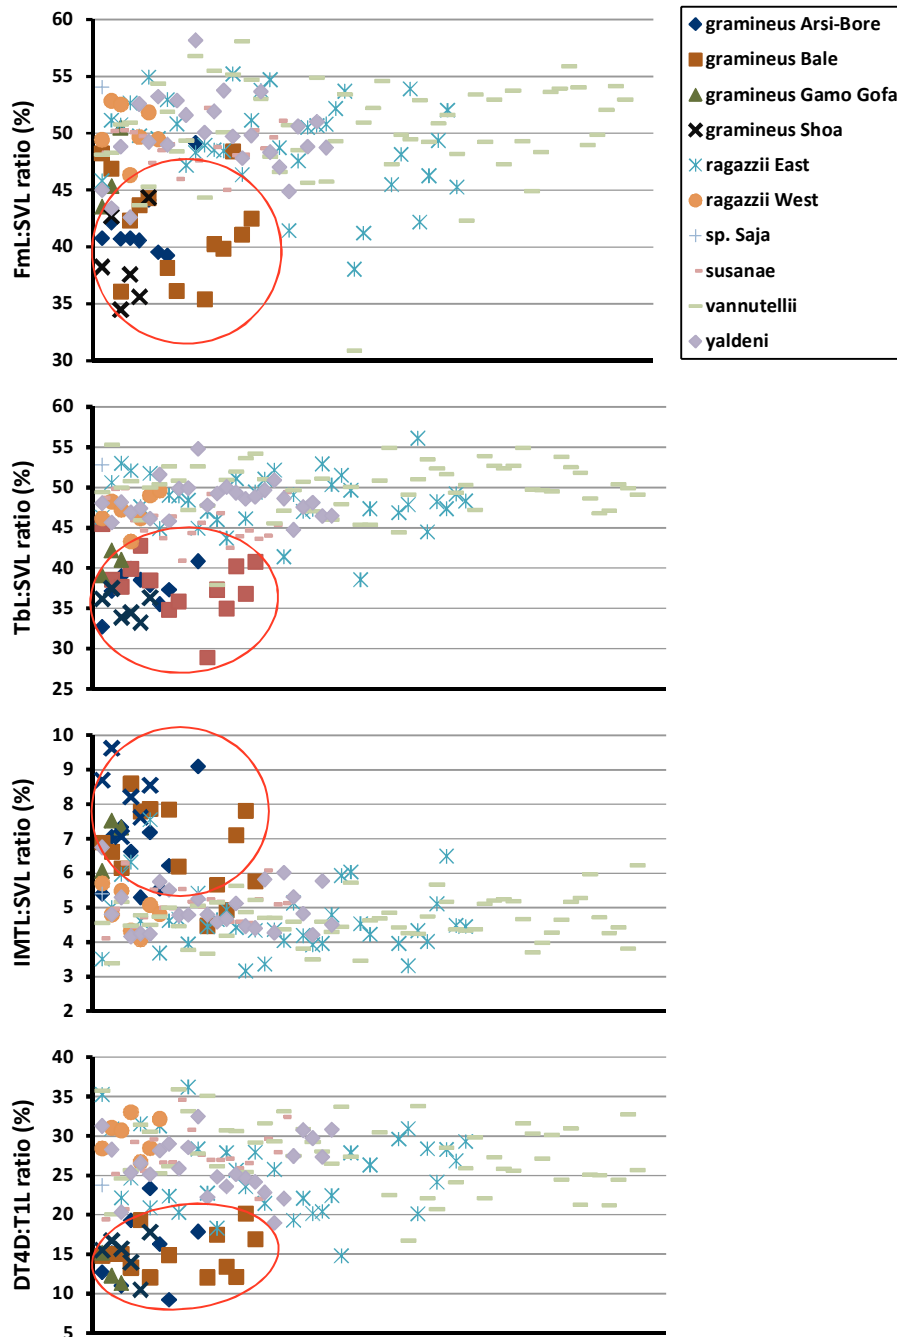 FmL:SVL ratio (%)
60
55
50
45
40
35
30
gramineus Arsi-Bore
gramineus Bale
gramineus Gamo Gofa
gramineus Shoa
ragazzii East
ragazzii West
sp. Saja
susanae
vannutellii
yaldeni
TbL:SVL ratio (%)
60
55
50
45
40
35
30
25
IMTL:SVL ratio (%)
10
9
8
7
6
5
4
3
2
DT4D:T1L ratio (%)
40
35
30
25
20
15
10
5